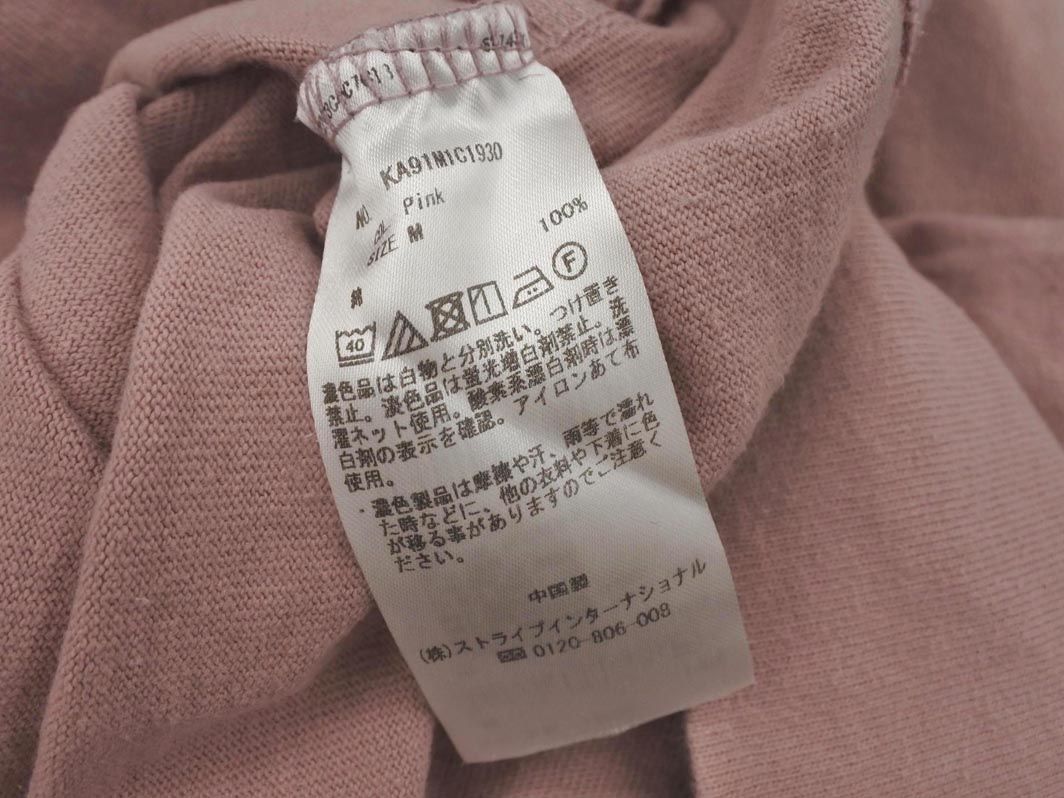 KA91M1C1930
NO.
COL. Pink
SIZE M
綿 100%
40
F
濃色品は白物と分別洗い。つけ置き
禁止。淡色品は蛍光増白剤禁止。洗
濯ネット使用。酸素系漂白剤時は漂
白剤の表示を確認。アイロンあて布
使用。
・濃色製品は摩擦や汗、雨等で濡れ
た時などに、他の衣料や下着に色
が移る事がありますのでご注意く
ださい。
中国製
(株)ストライプインターナショナル
0120-806-008